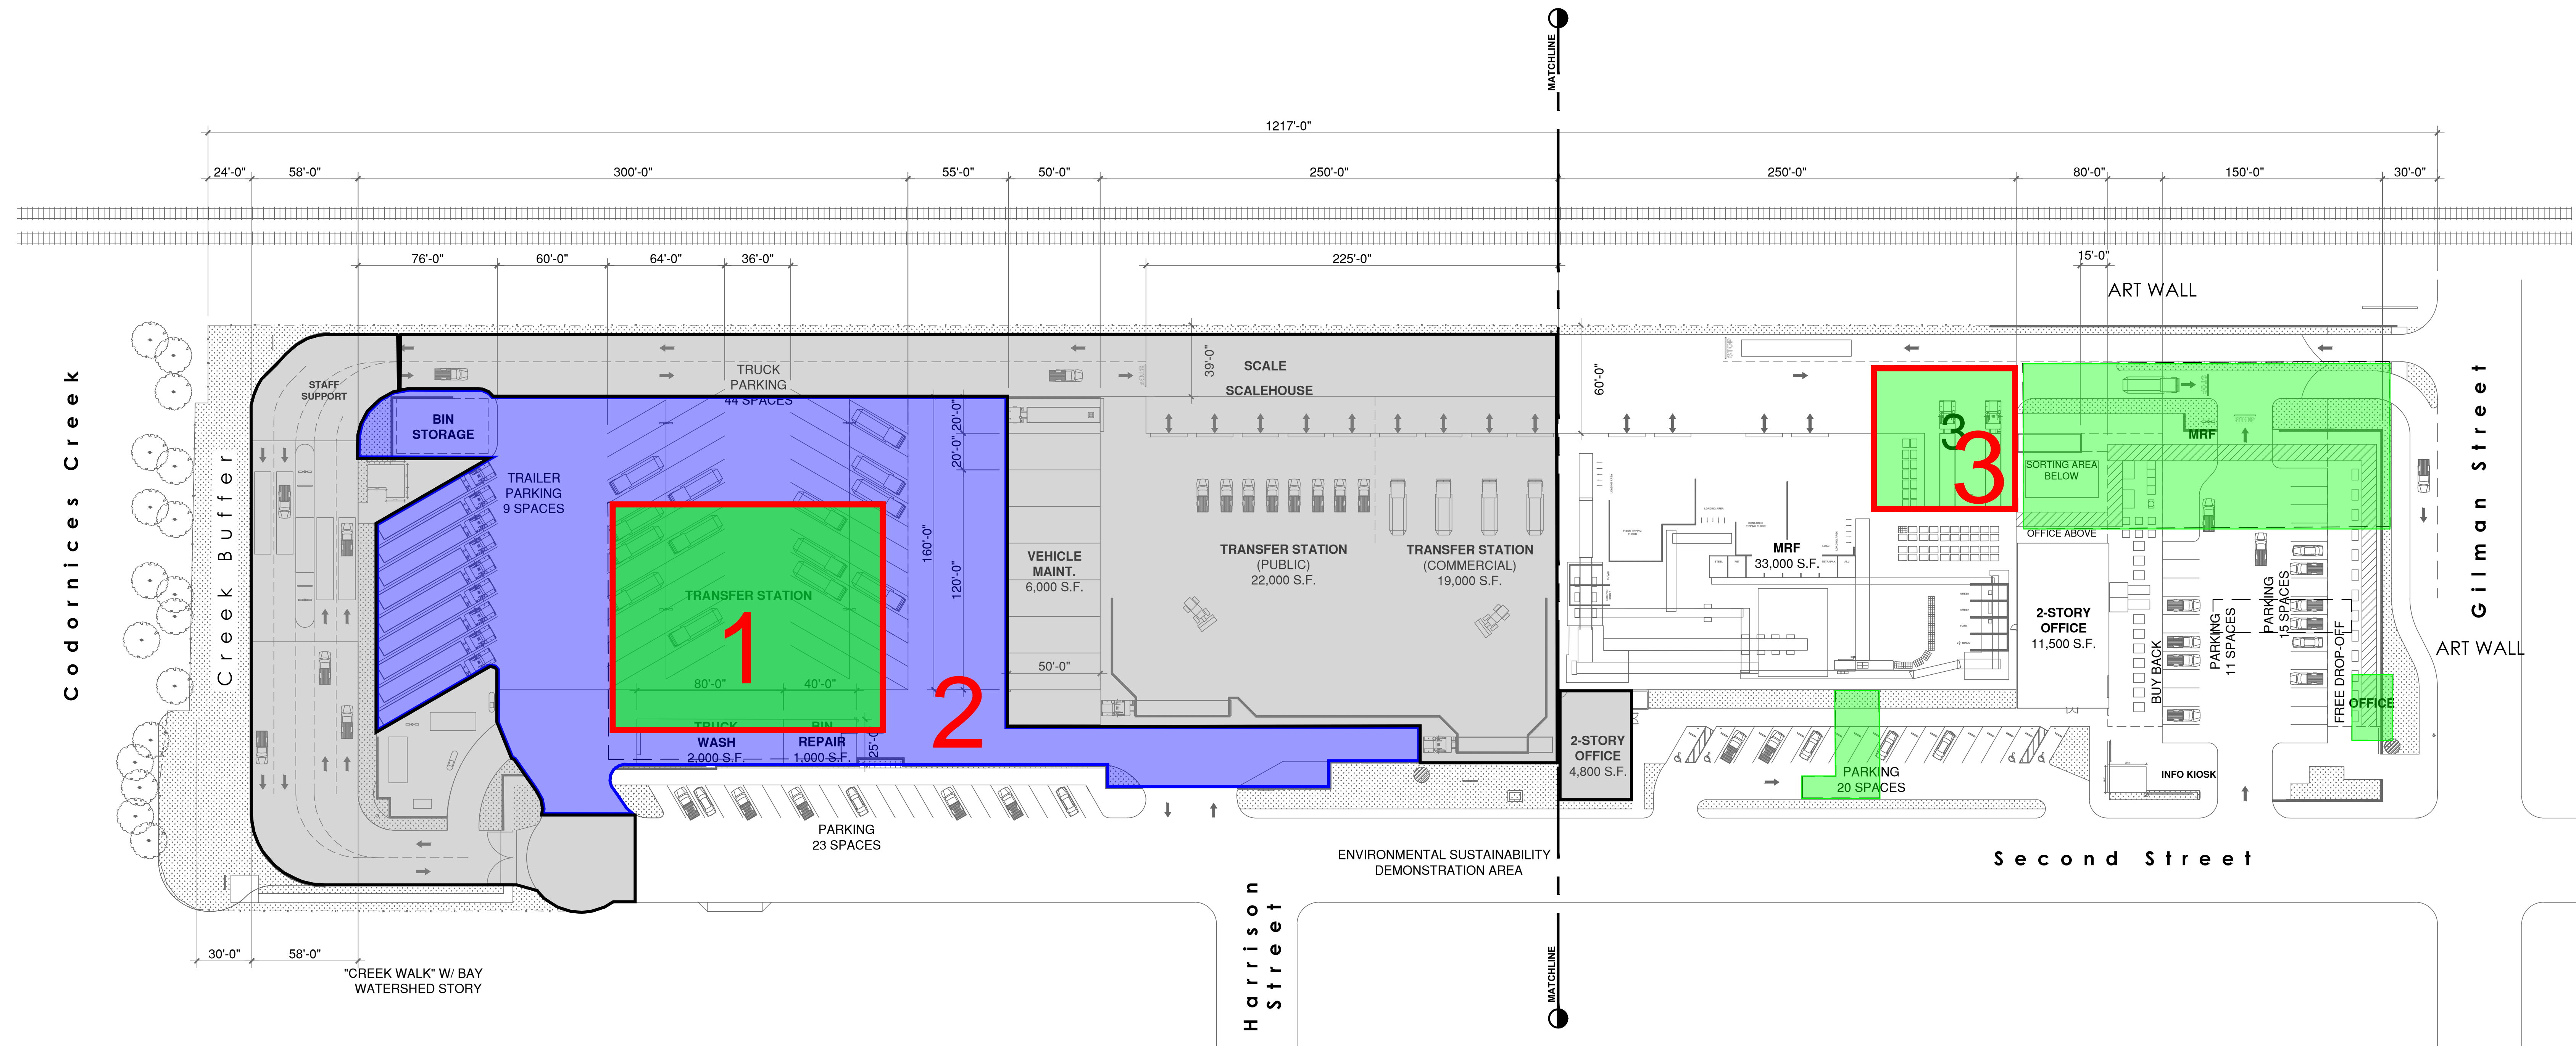 MATCHLINE
1217'-0"
24'-0"
58'-0"
300'-0"
55'-0"
50'-0"
250'-0"
250'-0"
80'-0"
150'-0"
30'-0"
76'-0"
60'-0"
64'-0"
36'-0"
225'-0"
15'-0"
ART WALL
Codornices Creek
Creek Buffer
STAFF
SUPPORT
BIN
STORAGE
TRUCK
PARKING
44 SPACES
TRAILER
PARKING
9 SPACES
39'-0"
SCALE
SCALEHOUSE
60'-0"
STOP
20'-0"
20'-0"
160'-0"
120'-0"
TRANSFER STATION
1
2
80'-0"
40'-0"
TRUCK
WASH
2,000 S.F.
BIN
REPAIR
1,000 S.F.
25'-0"
VEHICLE
MAINT.
6,000 S.F.
50'-0"
TRANSFER STATION
(PUBLIC)
22,000 S.F.
TRANSFER STATION
(COMMERCIAL)
19,000 S.F.
MRF
33,000 S.F.
3
3
MRF
SORTING AREA
BELOW
OFFICE ABOVE
2-STORY
OFFICE
11,500 S.F.
2-STORY
OFFICE
4,800 S.F.
BUY BACK
PARKING
11 SPACES
PARKING
15 SPACES
FREE DROP-OFF
OFFICE
ART WALL
Gilman Street
PARKING
20 SPACES
INFO KIOSK
PARKING
23 SPACES
ENVIRONMENTAL SUSTAINABILITY
DEMONSTRATION AREA
Second Street
Harrison
Street
30'-0"
58'-0"
"CREEK WALK" W/ BAY
WATERSHED STORY
MATCHLINE